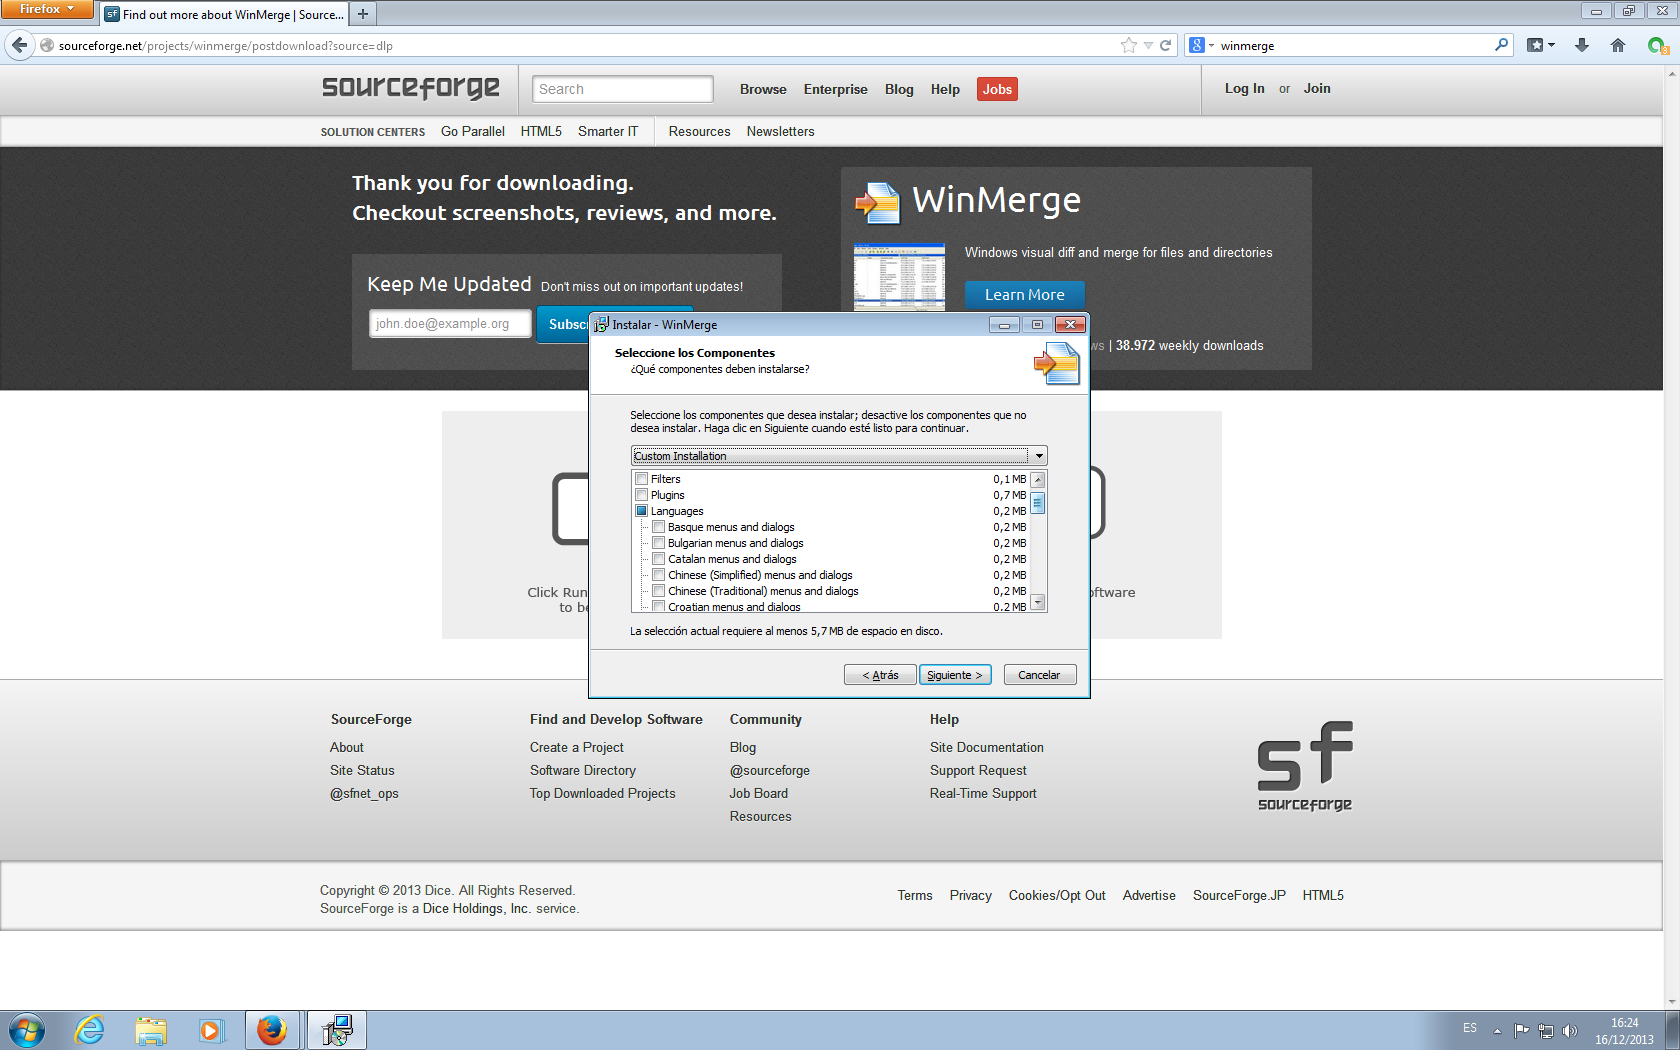 Firefox
Find out more about WinMerge | Source...
sourceforge.net/projects/winmerge/postdownload?source=dlp
winmerge
sourceforge
Search
Browse
Enterprise
Blog
Help
Jobs
Log In or Join
SOLUTION CENTERS
Go Parallel
HTML5
Smarter IT
Resources
Newsletters
Thank you for downloading.
Checkout screenshots, reviews, and more.
WinMerge
Windows visual diff and merge for files and directories
Learn More
Keep Me Updated Don't miss out on important updates!
john.doe@example.org
Subsc
ws | 38.972 weekly downloads
Instalar - WinMerge
Seleccione los Componentes
¿Qué componentes deben instalarse?
Seleccione los componentes que desea instalar; desactive los componentes que no
desea instalar. Haga clic en Siguiente cuando esté listo para continuar.
Custom Installation
Filters 0,1 MB
Plugins 0,7 MB
Languages 0,2 MB
Basque menus and dialogs 0,2 MB
Bulgarian menus and dialogs 0,2 MB
Catalan menus and dialogs 0,2 MB
Chinese (Simplified) menus and dialogs 0,2 MB
Chinese (Traditional) menus and dialogs 0,2 MB
Croatian menus and dialogs 0,2 MB
La selección actual requiere al menos 5,7 MB de espacio en disco.
< Atrás
Siguiente >
Cancelar
Click Run
to be
oftware
SourceForge
About
Site Status
@sfnet_ops
Find and Develop Software
Create a Project
Software Directory
Top Downloaded Projects
Community
Blog
@sourceforge
Job Board
Resources
Help
Site Documentation
Support Request
Real-Time Support
sf
sourceforge
Copyright © 2013 Dice. All Rights Reserved.
SourceForge is a Dice Holdings, Inc. service.
Terms
Privacy
Cookies/Opt Out
Advertise
SourceForge.JP
HTML5
ES
16:24
16/12/2013